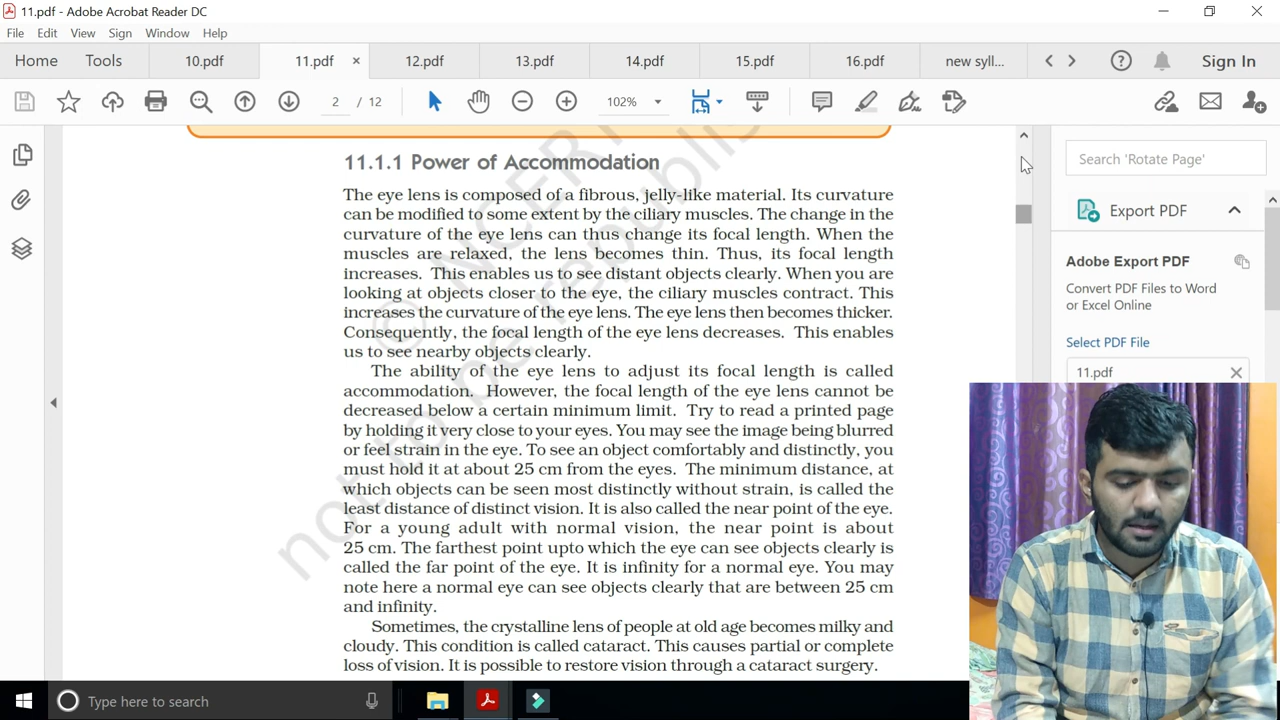 11.pdf - Adobe Acrobat Reader DC
File Edit View Sign Window Help
Home Tools 10.pdf 11.pdf × 12.pdf 13.pdf 14.pdf 15.pdf 16.pdf new syll... Sign In
2 / 12 102%
11.1.1 Power of Accommodation
The eye lens is composed of a fibrous, jelly-like material. Its curvature
can be modified to some extent by the ciliary muscles. The change in the
curvature of the eye lens can thus change its focal length. When the
muscles are relaxed, the lens becomes thin. Thus, its focal length
increases. This enables us to see distant objects clearly. When you are
looking at objects closer to the eye, the ciliary muscles contract. This
increases the curvature of the eye lens. The eye lens then becomes thicker.
Consequently, the focal length of the eye lens decreases. This enables
us to see nearby objects clearly.
The ability of the eye lens to adjust its focal length is called
accommodation. However, the focal length of the eye lens cannot be
decreased below a certain minimum limit. Try to read a printed page
by holding it very close to your eyes. You may see the image being blurred
or feel strain in the eye. To see an object comfortably and distinctly, you
must hold it at about 25 cm from the eyes. The minimum distance, at
which objects can be seen most distinctly without strain, is called the
least distance of distinct vision. It is also called the near point of the eye.
For a young adult with normal vision, the near point is about
25 cm. The farthest point upto which the eye can see objects clearly is
called the far point of the eye. It is infinity for a normal eye. You may
note here a normal eye can see objects clearly that are between 25 cm
and infinity.
Sometimes, the crystalline lens of people at old age becomes milky and
cloudy. This condition is called cataract. This causes partial or complete
loss of vision. It is possible to restore vision through a cataract surgery.
© NCERT
not to be republis
Search 'Rotate Page'
Export PDF
Adobe Export PDF
Convert PDF Files to Word
or Excel Online
Select PDF File
11.pdf
Type here to search